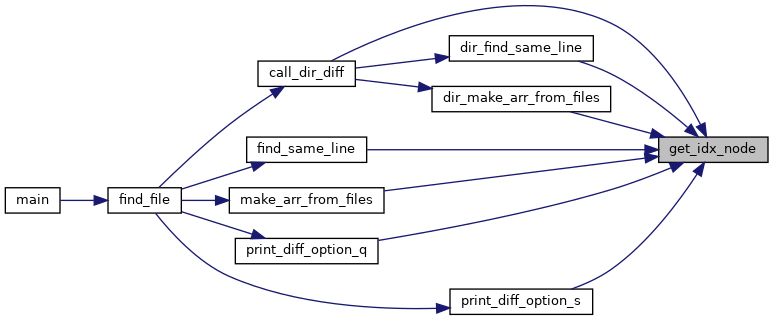 dir_find_same_line
call_dir_diff
dir_make_arr_from_files
find_same_line
get_idx_node
main
find_file
make_arr_from_files
print_diff_option_q
print_diff_option_s